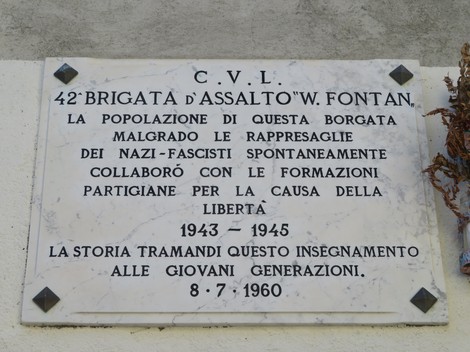 C.V.L.
42ª BRIGATA D'ASSALTO "W. FONTAN„
LA POPOLAZIONE DI QUESTA BORGATA
MALGRADO LE RAPPRESAGLIE
DEI NAZI-FASCISTI SPONTANEAMENTE
COLLABORÒ CON LE FORMAZIONI
PARTIGIANE PER LA CAUSA DELLA
LIBERTÀ
1943 - 1945
LA STORIA TRAMANDI QUESTO INSEGNAMENTO
ALLE GIOVANI GENERAZIONI.
8·7·1960